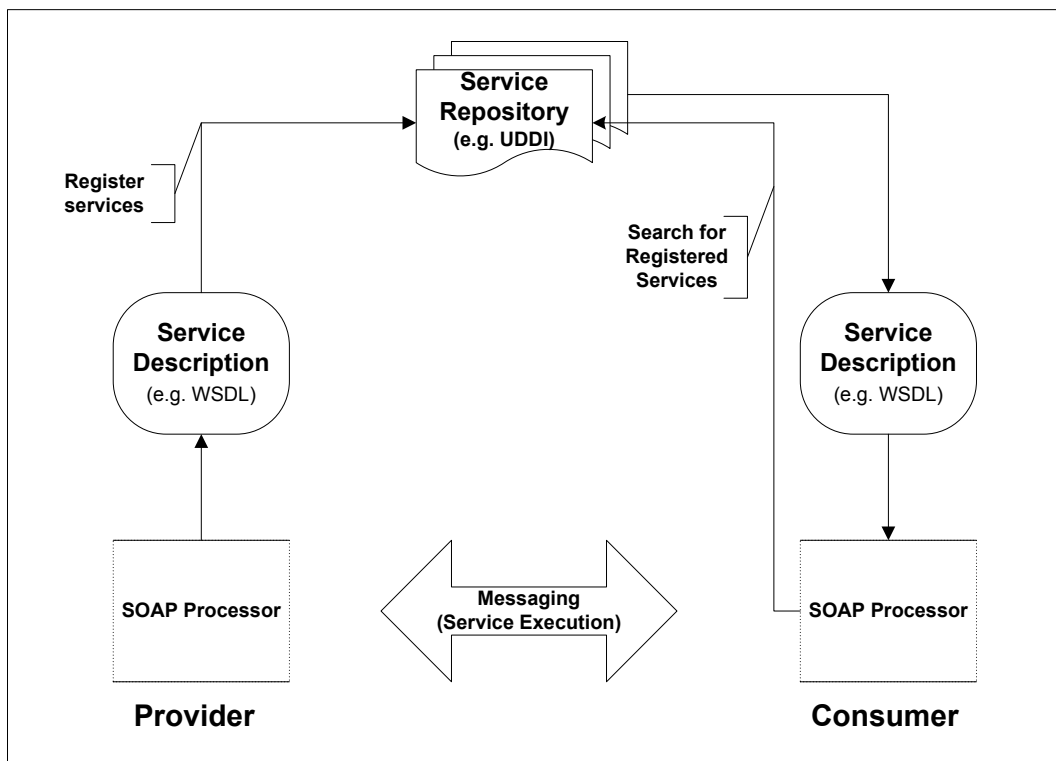 Service
Repository
(e.g. UDDI)
Register
services
Search for
Registered
Services
Service
Description
(e.g. WSDL)
Service
Description
(e.g. WSDL)
SOAP Processor
Messaging
(Service Execution)
SOAP Processor
Provider
Consumer